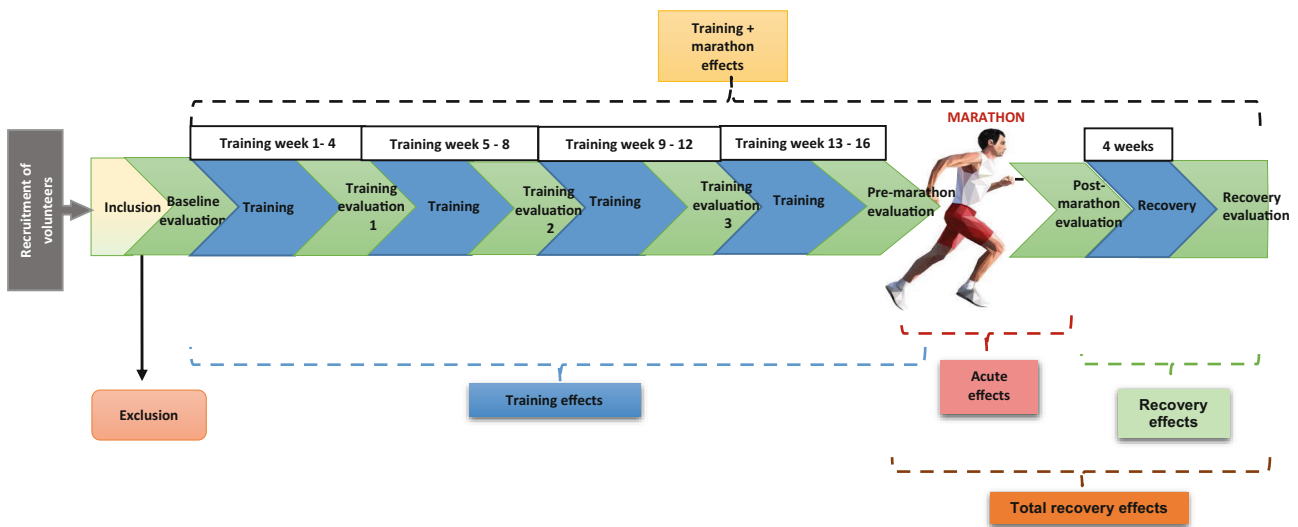 Training +
marathon
effects
MARATHON
Training week 1- 4
Training week 5 - 8
Training week 9 - 12
Training week 13 - 16
4 weeks
Recruitment of
volunteers
Inclusion
Baseline
evaluation
Training
Training
evaluation
1
Training
Training
evaluation
2
Training
Training
evaluation
3
Training
Pre-marathon
evaluation
Post-
marathon
evaluation
Recovery
Recovery
evaluation
Exclusion
Training effects
Acute
effects
Recovery
effects
Total recovery effects